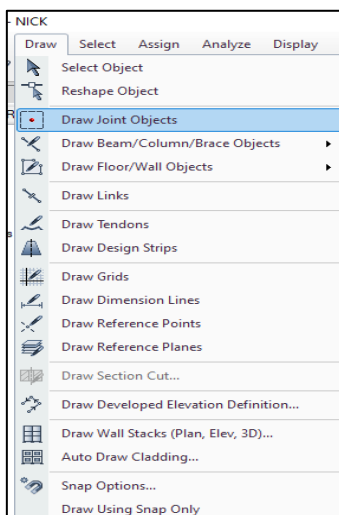 NICK
Draw Select Assign Analyze Display
Select Object
Reshape Object
Draw Joint Objects
Draw Beam/Column/Brace Objects
Draw Floor/Wall Objects
Draw Links
Draw Tendons
Draw Design Strips
Draw Grids
Draw Dimension Lines
Draw Reference Points
Draw Reference Planes
Draw Section Cut...
Draw Developed Elevation Definition...
Draw Wall Stacks (Plan, Elev, 3D)...
Auto Draw Cladding...
Snap Options...
Draw Using Snap Only